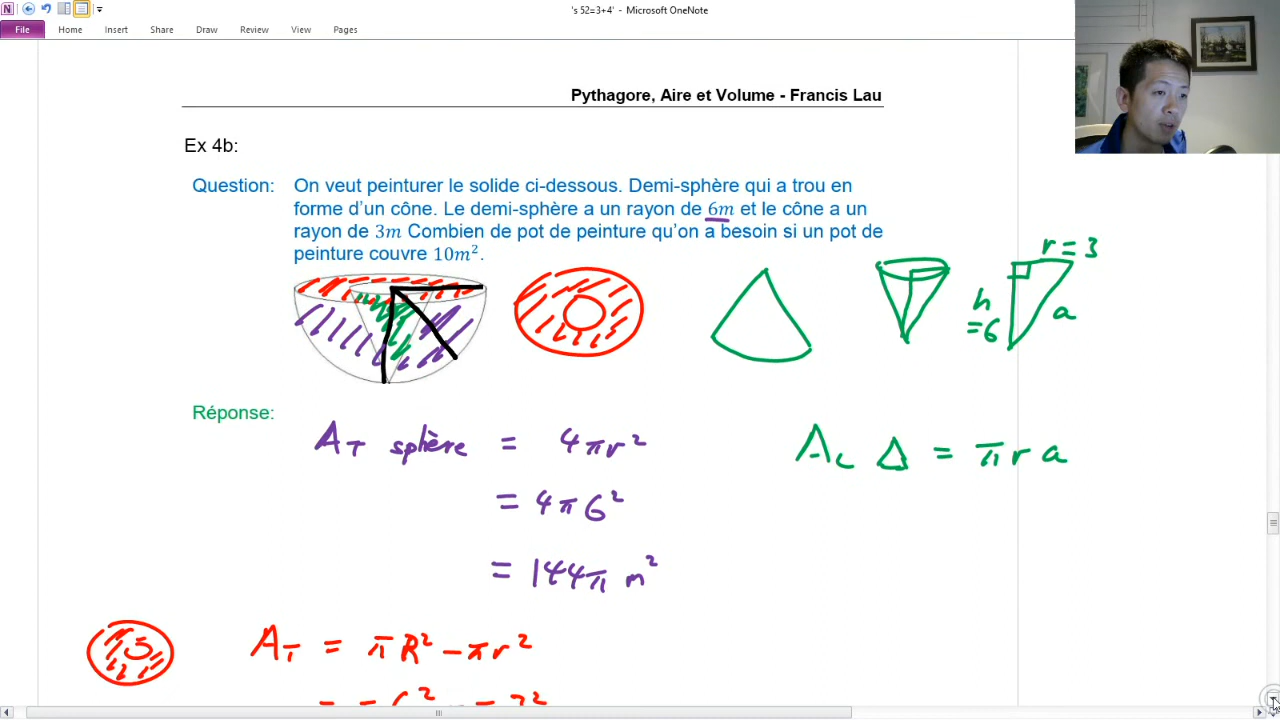 's 52=3+4' - Microsoft OneNote
File Home Insert Share Draw Review View Pages
Pythagore, Aire et Volume - Francis Lau
Ex 4b:
Question: On veut peinturer le solide ci-dessous. Demi-sphère qui a trou en
forme d'un cône. Le demi-sphère a un rayon de 6m et le cône a un
rayon de 3m Combien de pot de peinture qu'on a besoin si un pot de
peinture couvre 10m².
r = 3
h
= 6
a
Réponse:
A_T sphère = 4πr²
= 4π6²
= 144π m²
A_L Δ = π r a
A_T = πR² - πr²